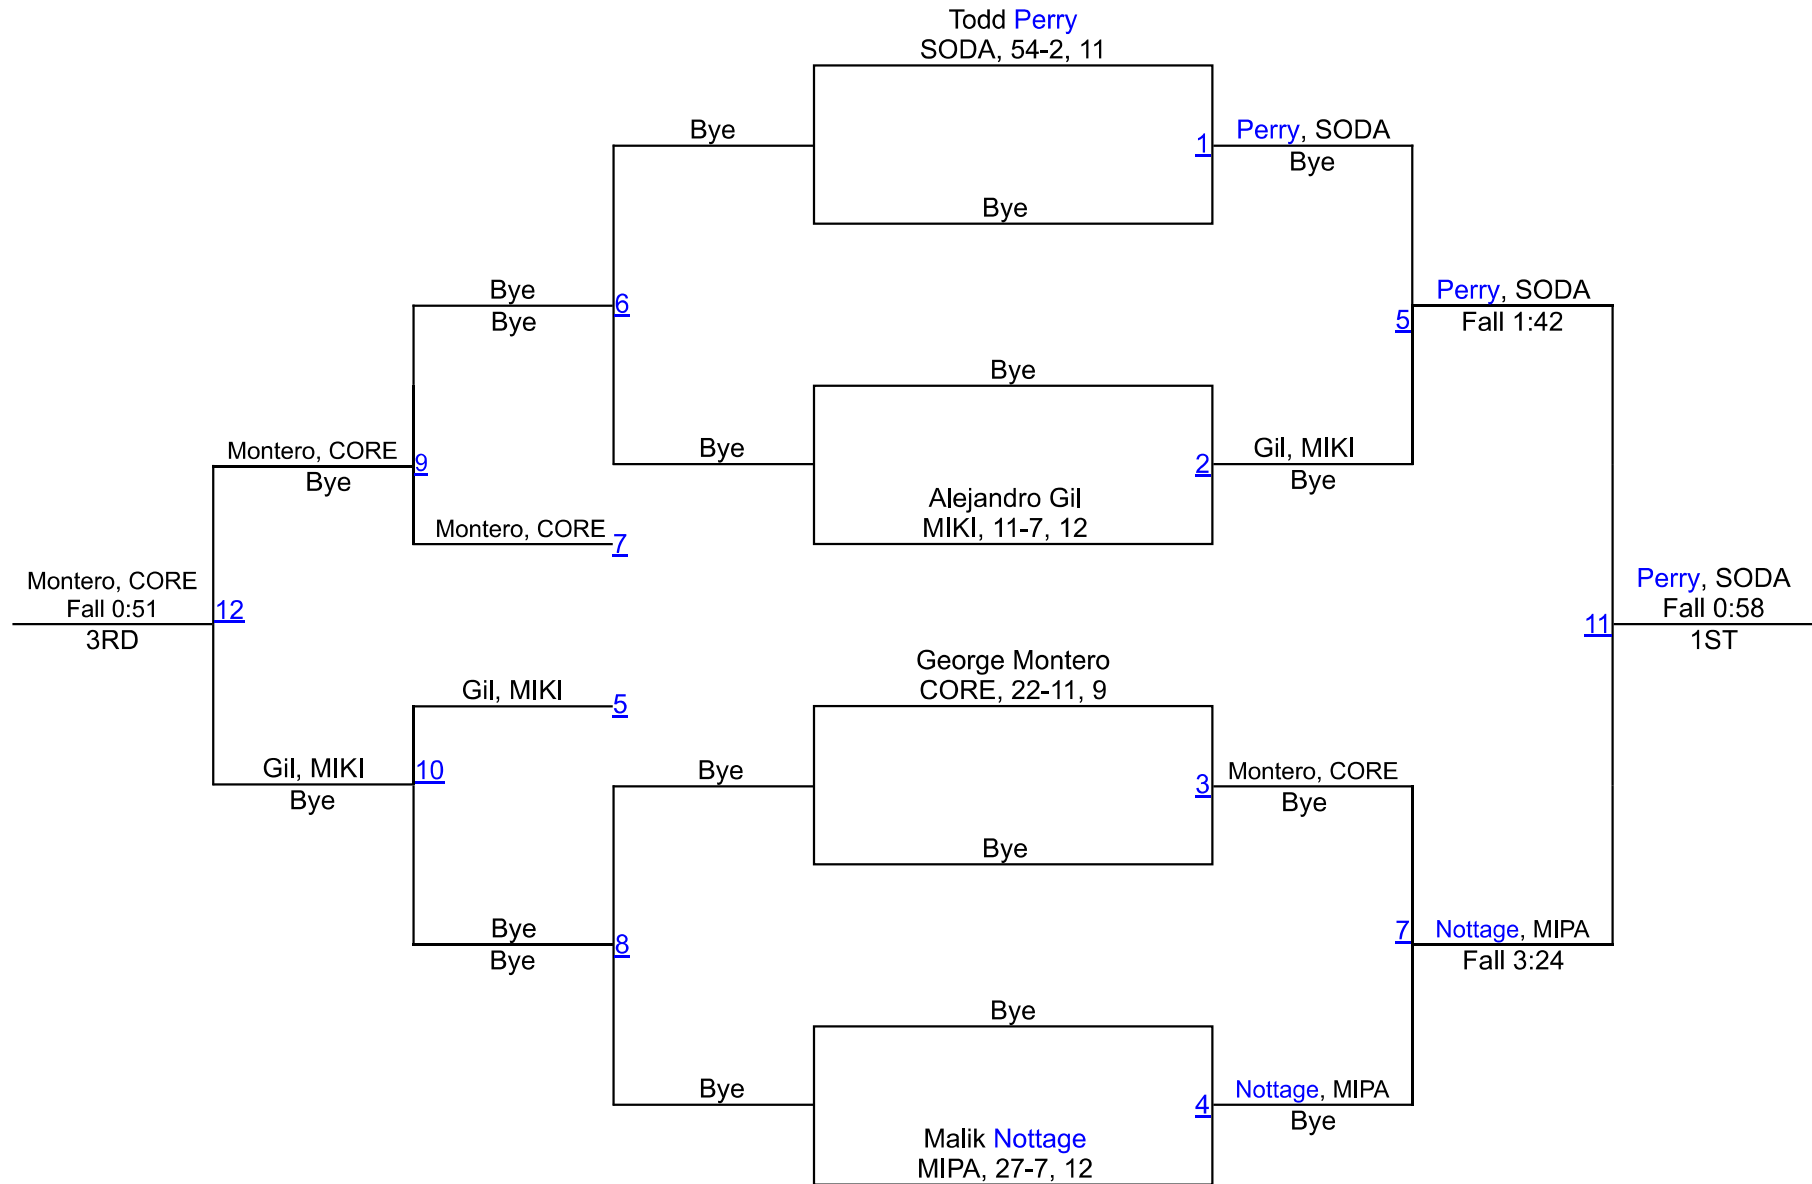 Todd Perry
SODA, 54-2, 11
Bye
1
Perry, SODA
Bye
Bye
Bye
Bye
6
Perry, SODA
5
Fall 1:42
Bye
Montero, CORE
Bye
9
Bye
2
Gil, MIKI
Bye
Alejandro Gil
MIKI, 11-7, 12
Montero, CORE
7
Montero, CORE
Fall 0:51
3RD
12
Perry, SODA
Fall 0:58
1ST
11
George Montero
CORE, 22-11, 9
Gil, MIKI
5
Gil, MIKI
Bye
10
Bye
3
Montero, CORE
Bye
Bye
Bye
Bye
8
7
Nottage, MIPA
Fall 3:24
Bye
Bye
4
Nottage, MIPA
Bye
Malik Nottage
MIPA, 27-7, 12